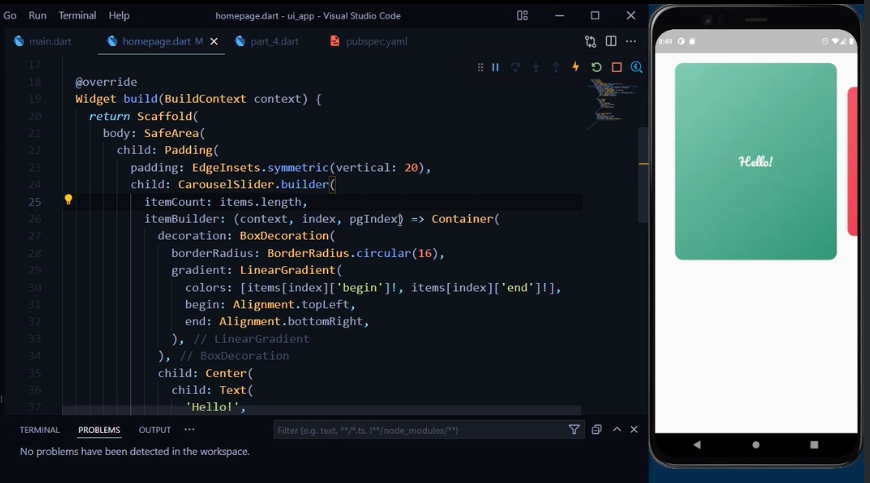 Go Run Terminal Help homepage.dart - ui_app - Visual Studio Code
main.dart homepage.dart M part_4.dart pubspec.yaml
17
18 @override
19 Widget build(BuildContext context) {
20 return Scaffold(
21 body: SafeArea(
22 child: Padding(
23 padding: EdgeInsets.symmetric(vertical: 20),
24 child: CarouselSlider.builder(
25 itemCount: items.length,
26 itemBuilder: (context, index, pgIndex) => Container(
27 decoration: BoxDecoration(
28 borderRadius: BorderRadius.circular(16),
29 gradient: LinearGradient(
30 colors: [items[index]['begin']!, items[index]['end']!],
31 begin: Alignment.topLeft,
32 end: Alignment.bottomRight,
33 ), // LinearGradient
34 ), // BoxDecoration
35 child: Center(
36 child: Text(
37 'Hello!',
TERMINAL PROBLEMS OUTPUT ··· Filter (e.g. text, **/*.ts, !**/node_modules/**)
No problems have been detected in the workspace.
8:49
Hello!